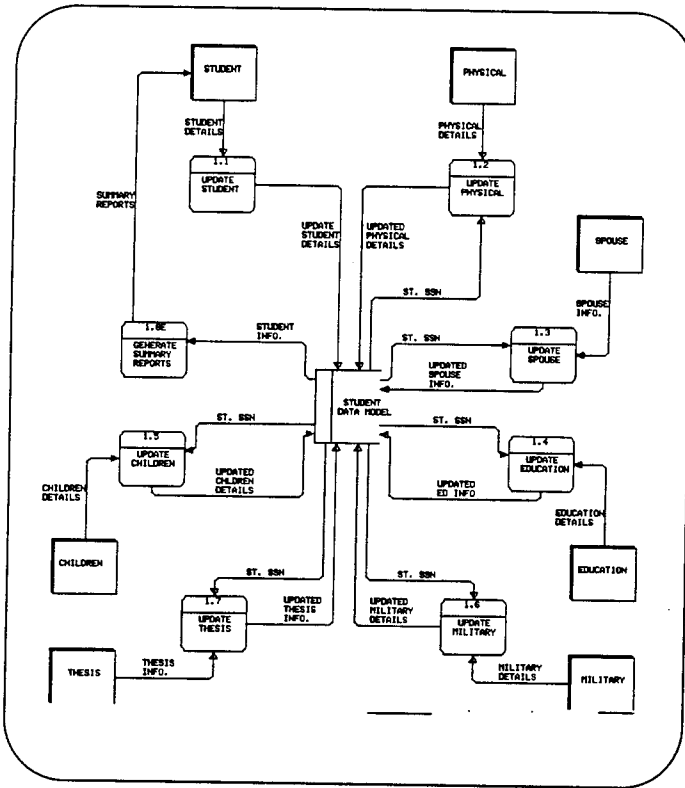 STUDENT
PHYSICAL
STUDENT
DETAILS
PHYSICAL
DETAILS
1.1
UPDATE
STUDENT
1.2
UPDATE
PHYSICAL
SUMMARY
REPORTS
UPDATE
STUDENT
DETAILS
UPDATED
PHYSICAL
DETAILS
SPOUSE
ST. SSN
SPOUSE
INFO.
1.8E
GENERATE
SUMMARY
REPORTS
STUDENT
INFO.
ST. SSN
1.3
UPDATE
SPOUSE
UPDATED
SPOUSE
INFO.
STUDENT
DATA MODEL
ST. SSN
ST. SSN
1.5
UPDATE
CHILDREN
1.4
UPDATE
EDUCATION
UPDATED
CHLDREN
DETAILS
UPDATED
ED INFO
CHILDREN
DETAILS
EDUCATION
DETAILS
CHILDREN
EDUCATION
ST. SSN
ST. SSN
1.7
UPDATE
THESIS
UPDATED
THESIS
INFO.
UPDATED
MILITARY
DETAILS
1.6
UPDATE
MILITARY
THESIS
THESIS
INFO.
MILITARY
DETAILS
MILITARY